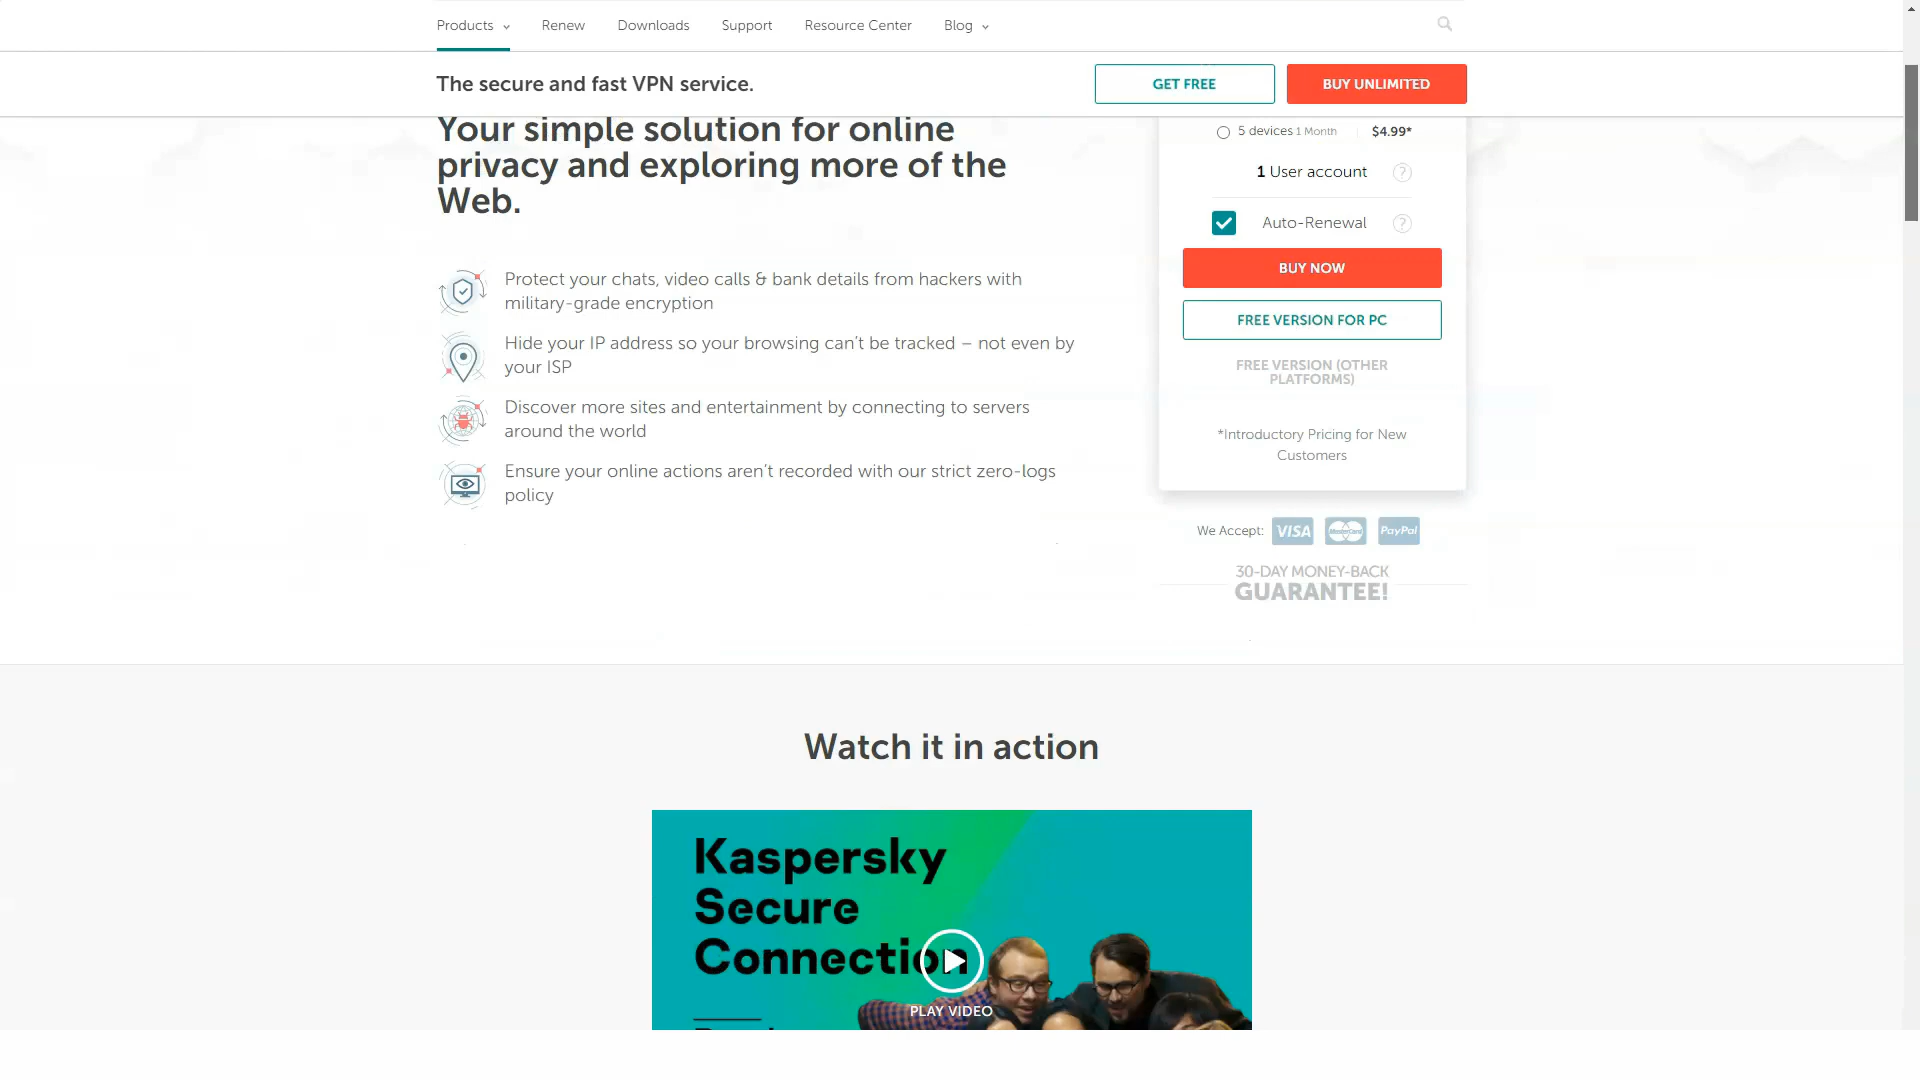 Products
Renew
Downloads
Support
Resource Center
Blog
The secure and fast VPN service.
GET FREE
BUY UNLIMITED
Your simple solution for online
privacy and exploring more of the
Web.
Protect your chats, video calls & bank details from hackers with
military-grade encryption
Hide your IP address so your browsing can't be tracked – not even by
your ISP
Discover more sites and entertainment by connecting to servers
around the world
Ensure your online actions aren't recorded with our strict zero-logs
policy
5 devices 1 Month $4.99*
1 User account ?
Auto-Renewal ?
BUY NOW
FREE VERSION FOR PC
FREE VERSION (OTHER
PLATFORMS)
*Introductory Pricing for New
Customers
We Accept: VISA MasterCard PayPal
30-DAY MONEY-BACK
GUARANTEE!
Watch it in action
Kaspersky
Secure
Connection
PLAY VIDEO